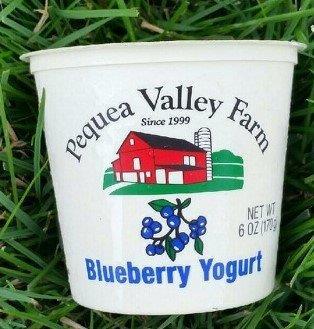 Pequea Valley Farm
Since 1999
NET WT
6 OZ (170g)
Blueberry Yogurt